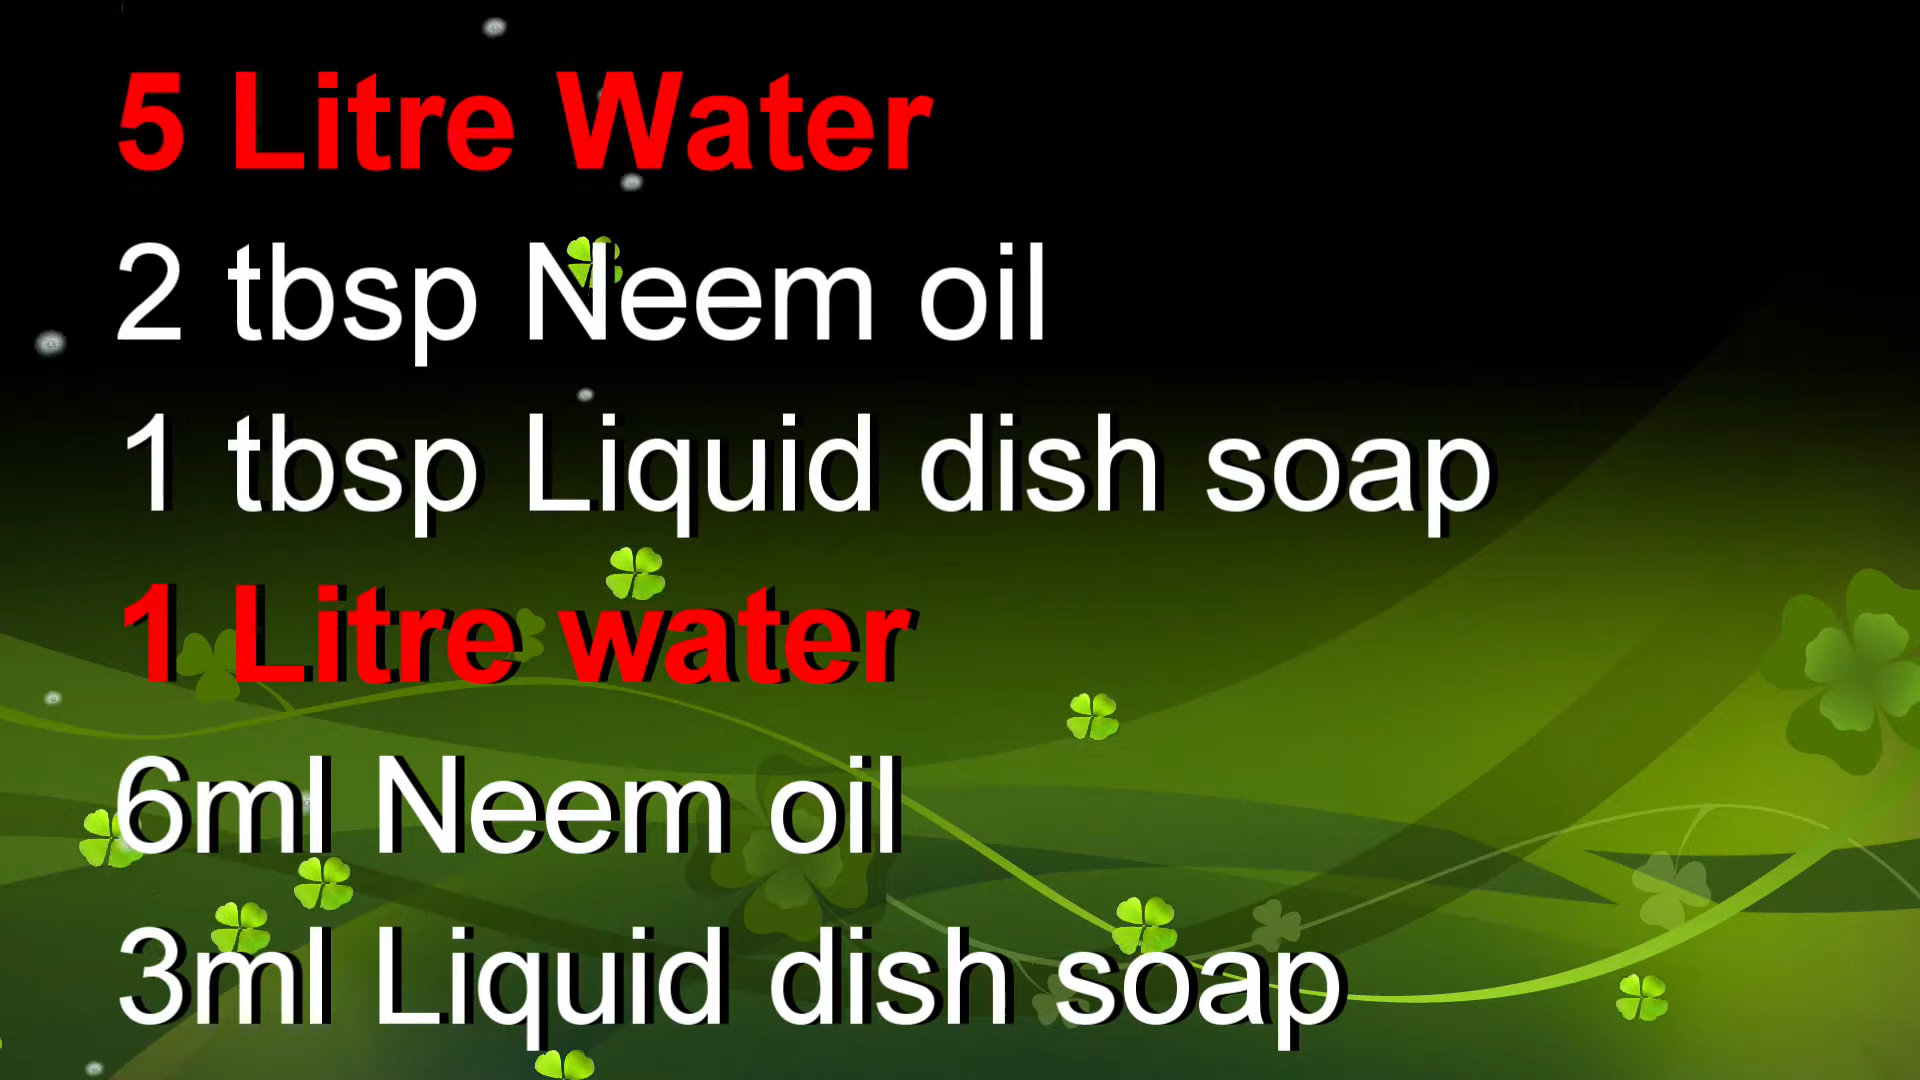 5 Litre Water
2 tbsp Neem oil
1 tbsp Liquid dish soap
1 Litre water
6ml Neem oil
3ml Liquid dish soap